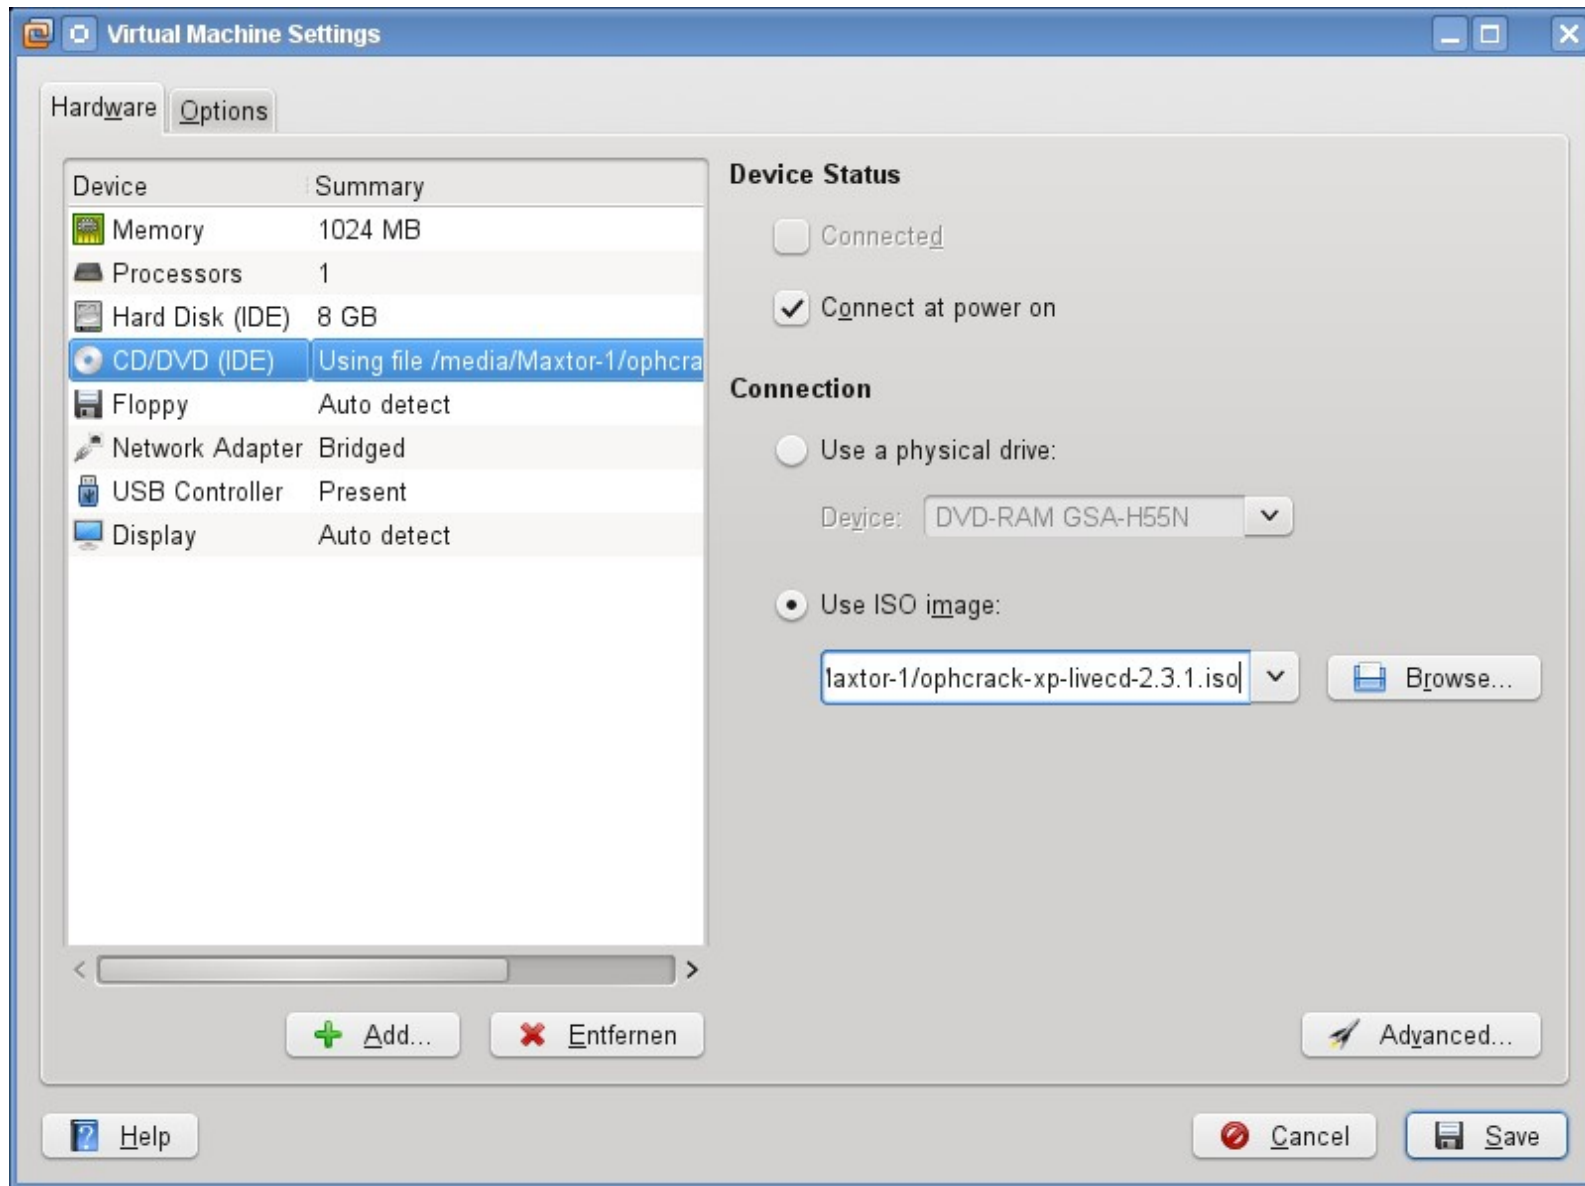 Virtual Machine Settings
Hardware Options
Device Summary
Memory 1024 MB
Processors 1
Hard Disk (IDE) 8 GB
CD/DVD (IDE) Using file /media/Maxtor-1/ophcra
Floppy Auto detect
Network Adapter Bridged
USB Controller Present
Display Auto detect
Add... Entfernen
Device Status
Connected
Connect at power on
Connection
Use a physical drive:
Device: DVD-RAM GSA-H55N
Use ISO image:
axtor-1/ophcrack-xp-livecd-2.3.1.iso Browse...
Advanced...
Help Cancel Save